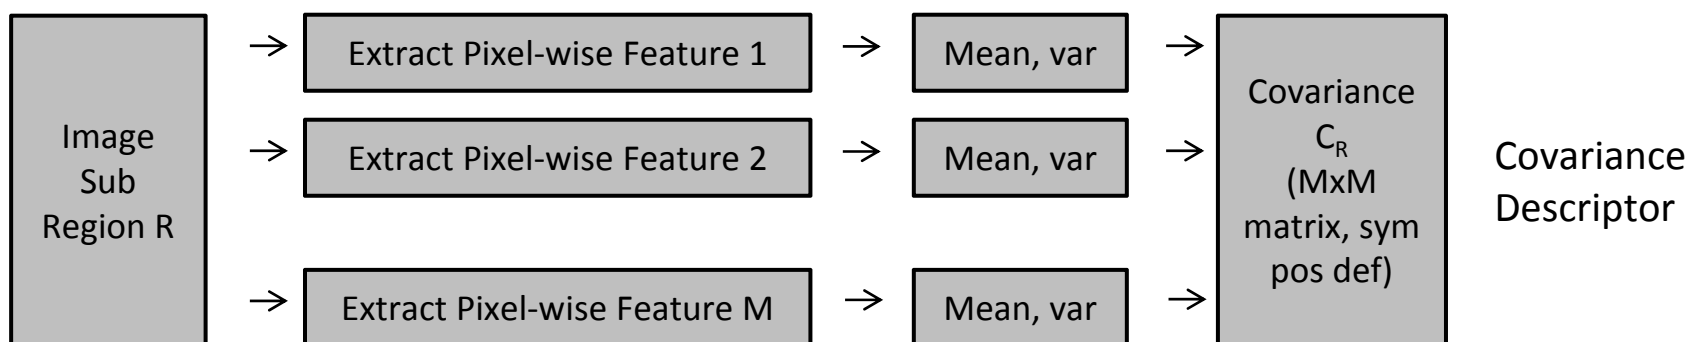 Image
Sub
Region R
→
Extract Pixel-wise Feature 1
→
Mean, var
→
→
Extract Pixel-wise Feature 2
→
Mean, var
→
→
Extract Pixel-wise Feature M
→
Mean, var
→
Covariance
C_R
(MxM
matrix, sym
pos def)
Covariance
Descriptor